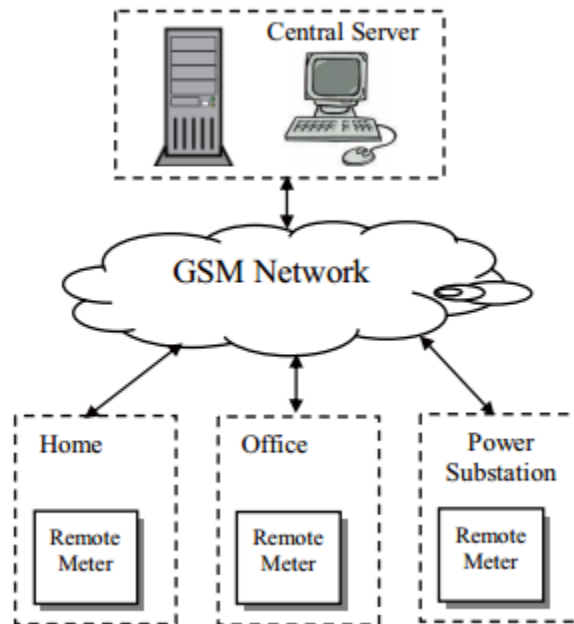 Central Server
GSM Network
Home
Remote
Meter
Office
Remote
Meter
Power
Substation
Remote
Meter